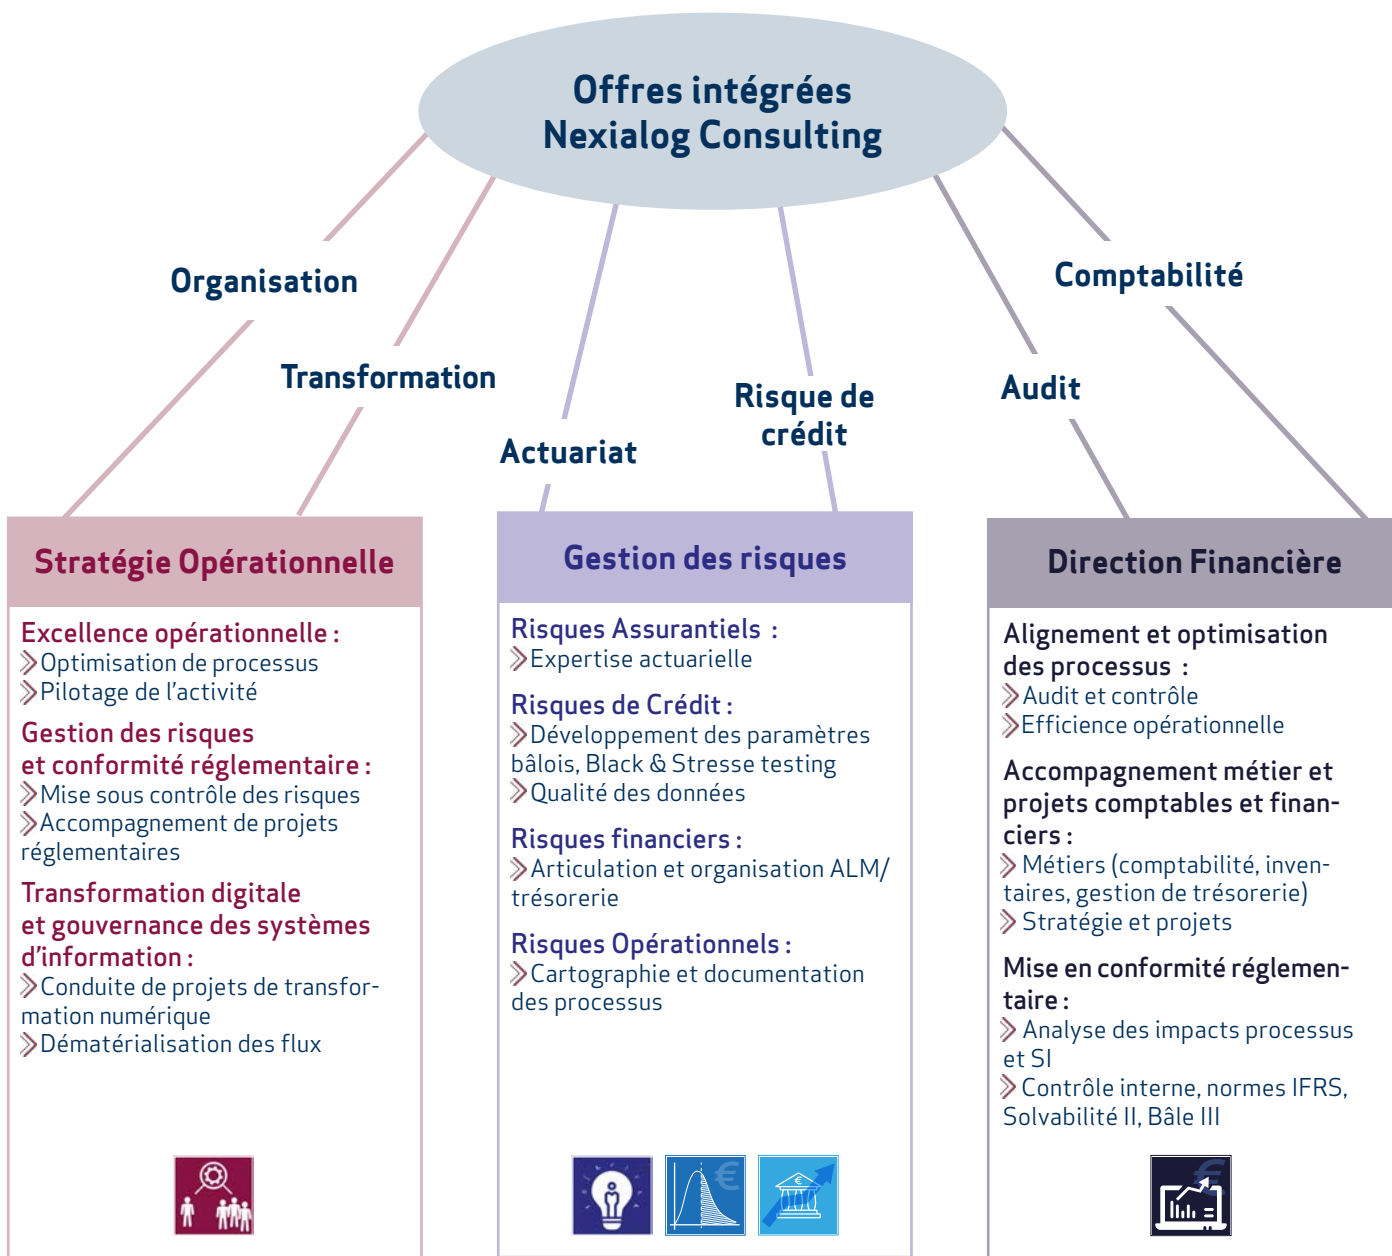 Offres intégrées
Nexialog Consulting
Organisation
Comptabilité
Transformation
Audit
Risque de
crédit
Actuariat
Stratégie Opérationnelle
Excellence opérationnelle :
Optimisation de processus
Pilotage de l’activité
Gestion des risques
et conformité réglementaire :
Mise sous contrôle des risques
Accompagnement de projets
réglementaires
Transformation digitale
et gouvernance des systèmes
d’information :
Conduite de projets de transfor-
mation numérique
Dématérialisation des flux
Gestion des risques
Risques Assurantiels :
Expertise actuarielle
Risques de Crédit :
Développement des paramètres
bâlois, Black & Stresse testing
Qualité des données
Risques financiers :
Articulation et organisation ALM/
trésorerie
Risques Opérationnels :
Cartographie et documentation
des processus
€
€
Direction Financière
Alignement et optimisation
des processus :
Audit et contrôle
Efficience opérationnelle
Accompagnement métier et
projets comptables et finan-
ciers :
Métiers (comptabilité, inven-
taires, gestion de trésorerie)
Stratégie et projets
Mise en conformité réglemen-
taire :
Analyse des impacts processus
et SI
Contrôle interne, normes IFRS,
Solvabilité II, Bâle III
€